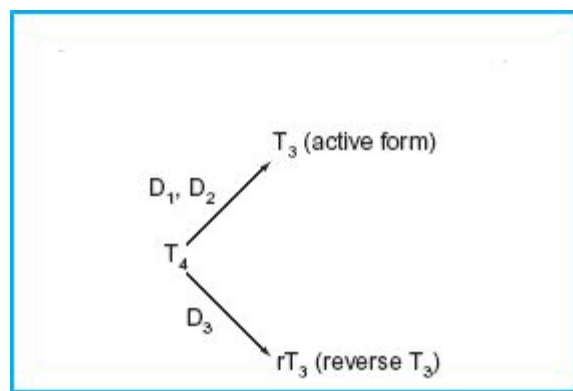 T₃ (active form)
D₁, D₂
T₄
D₃
rT₃ (reverse T₃)